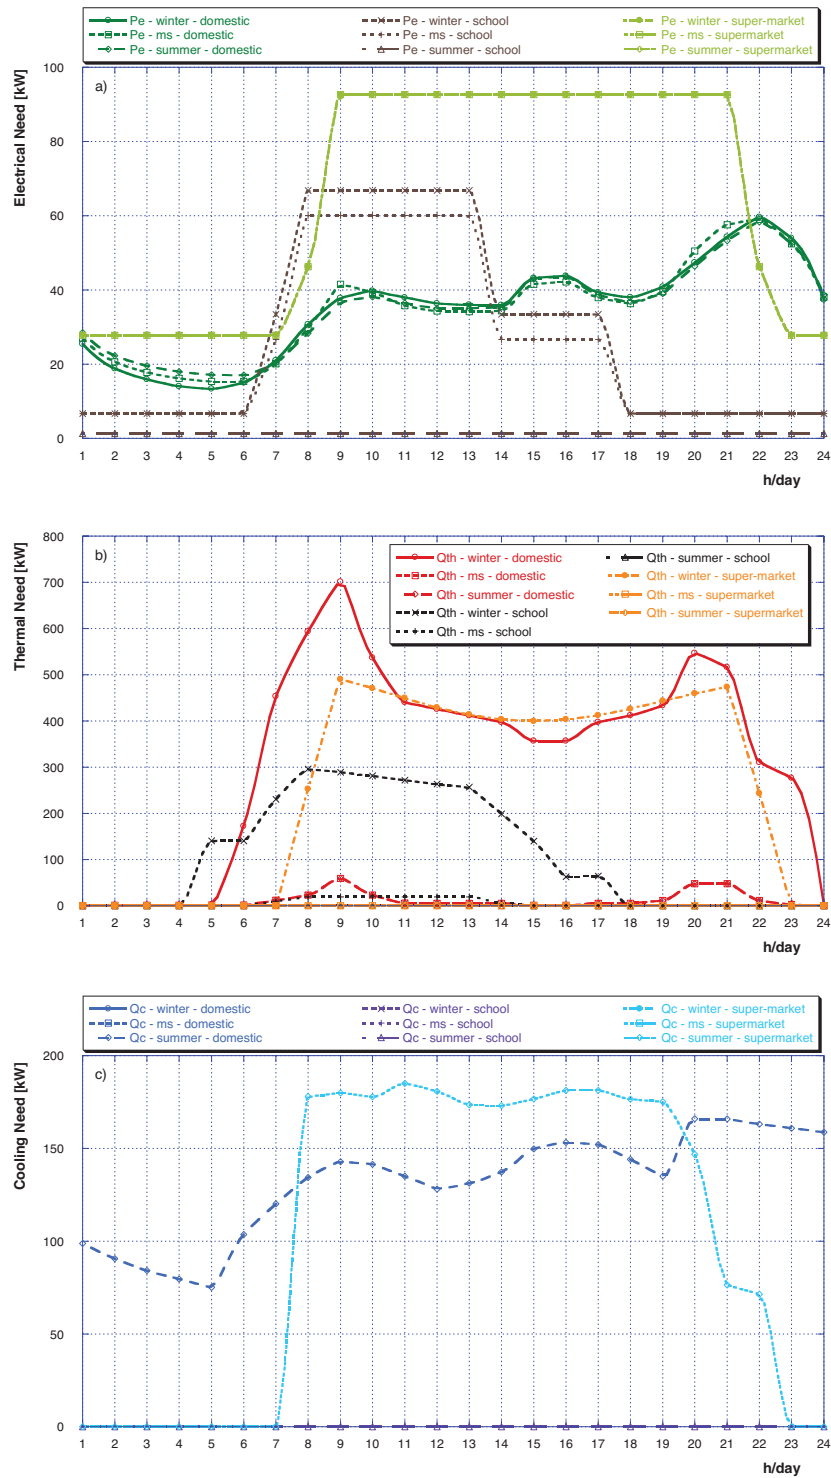 Pe - winter - domestic Pe - winter - school Pe - winter - super-market
Pe - ms - domestic Pe - ms - school Pe - ms - supermarket
Pe - summer - domestic Pe - summer - school Pe - summer - supermarket
Electrical Need [kW]
a)
100
80
60
40
20
0
1 2 3 4 5 6 7 8 9 10 11 12 13 14 15 16 17 18 19 20 21 22 23 24
h/day
Thermal Need [kW]
b)
Qth - winter - domestic Qth - summer - school
Qth - ms - domestic Qth - winter - super-market
Qth - summer - domestic Qth - ms - supermarket
Qth - winter - school Qth - summer - supermarket
Qth - ms - school
800
700
600
500
400
300
200
100
0
1 2 3 4 5 6 7 8 9 10 11 12 13 14 15 16 17 18 19 20 21 22 23 24
h/day
Qc - winter - domestic Qc - winter - school Qc - winter - super-market
Qc - ms - domestic Qc - ms - school Qc - ms - supermarket
Qc - summer - domestic Qc - summer - school Qc - summer - supermarket
Cooling Need [kW]
c)
200
150
100
50
0
1 2 3 4 5 6 7 8 9 10 11 12 13 14 15 16 17 18 19 20 21 22 23 24
h/day